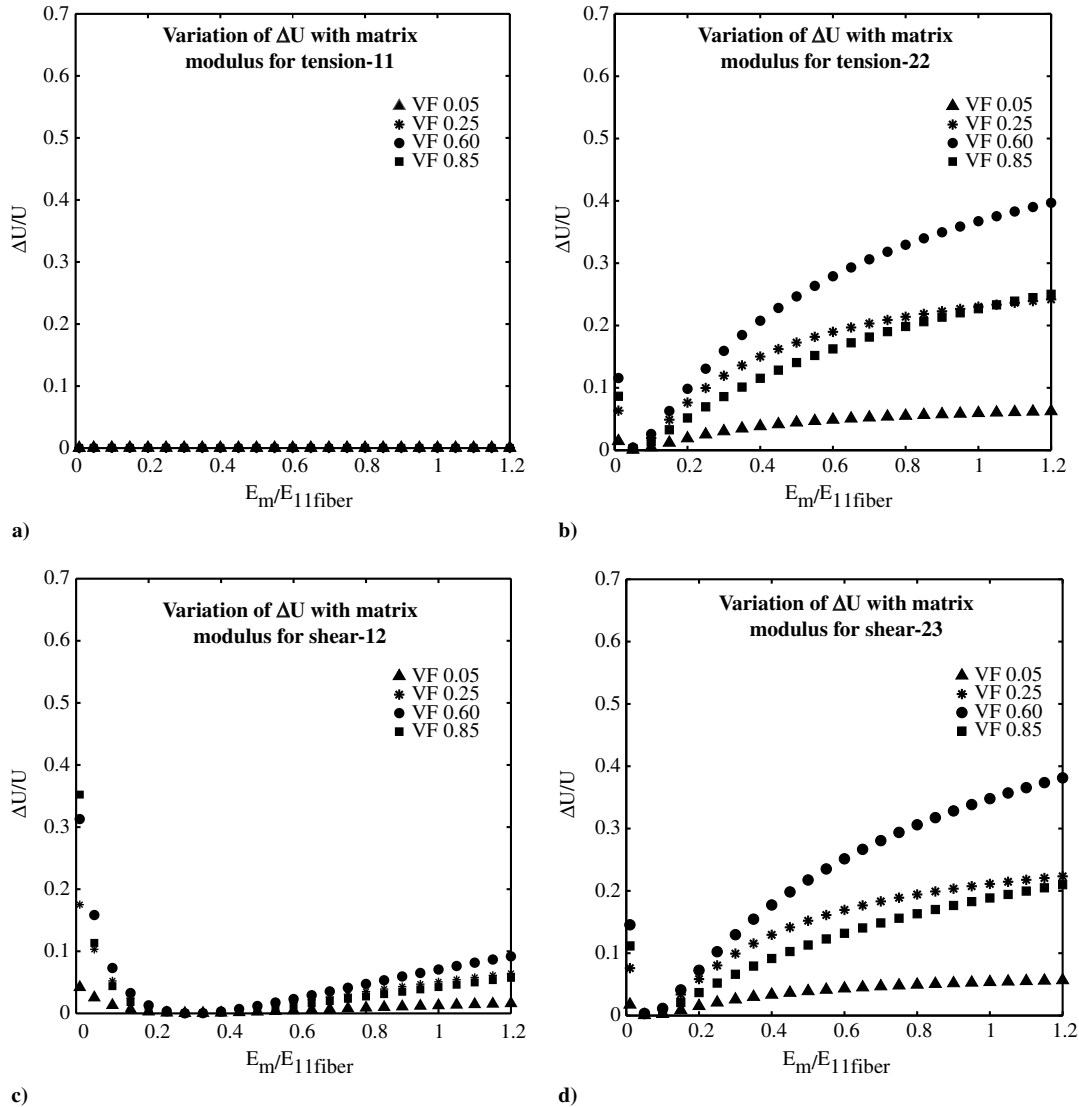 0.7
0.6
0.5
0.4
0.3
0.2
0.1
0
ΔU/U
Variation of ΔU with matrix
modulus for tension-11
VF 0.05
VF 0.25
VF 0.60
VF 0.85
0 0.2 0.4 0.6 0.8 1 1.2
E_m/E_11fiber
a)
0.7
0.6
0.5
0.4
0.3
0.2
0.1
0
ΔU/U
Variation of ΔU with matrix
modulus for tension-22
VF 0.05
VF 0.25
VF 0.60
VF 0.85
0 0.2 0.4 0.6 0.8 1 1.2
E_m/E_11fiber
b)
0.7
0.6
0.5
0.4
0.3
0.2
0.1
0
ΔU/U
Variation of ΔU with matrix
modulus for shear-12
VF 0.05
VF 0.25
VF 0.60
VF 0.85
0 0.2 0.4 0.6 0.8 1 1.2
E_m/E_11fiber
c)
0.7
0.6
0.5
0.4
0.3
0.2
0.1
0
ΔU/U
Variation of ΔU with matrix
modulus for shear-23
VF 0.05
VF 0.25
VF 0.60
VF 0.85
0 0.2 0.4 0.6 0.8 1 1.2
E_m/E_11fiber
d)